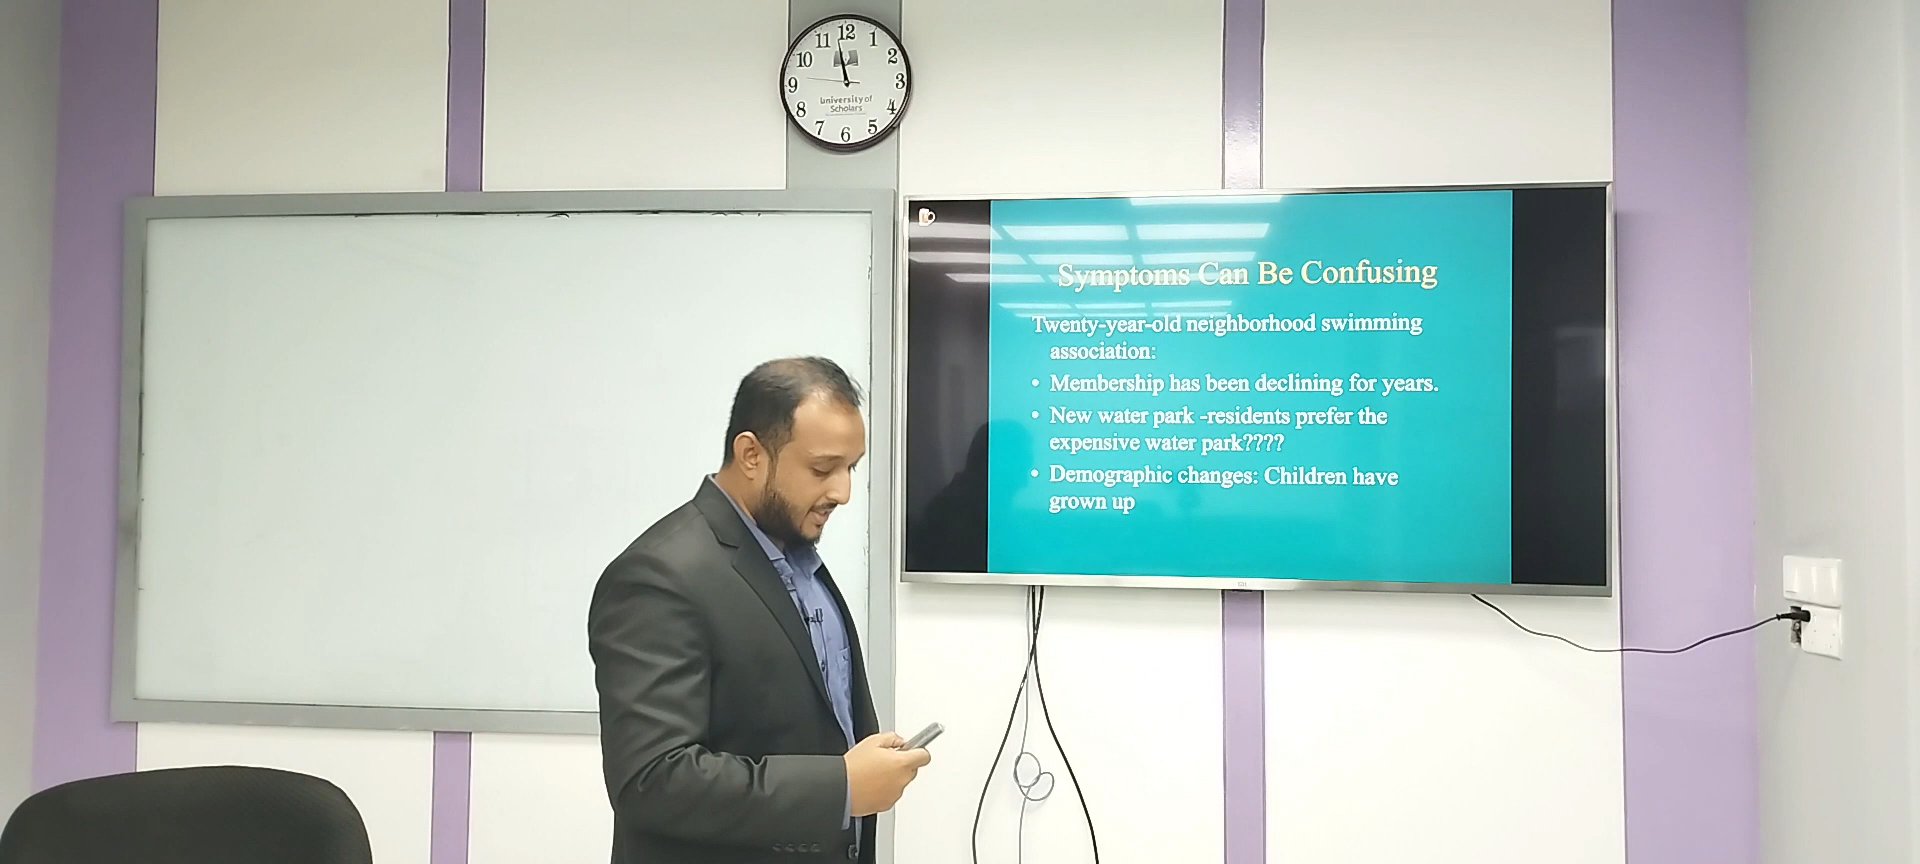 11 12 1
10 2
9 3
8 4
7 6 5
University of
Scholars
Symptoms Can Be Confusing
Twenty-year-old neighborhood swimming
association:
• Membership has been declining for years.
• New water park -residents prefer the
expensive water park????
• Demographic changes: Children have
grown up